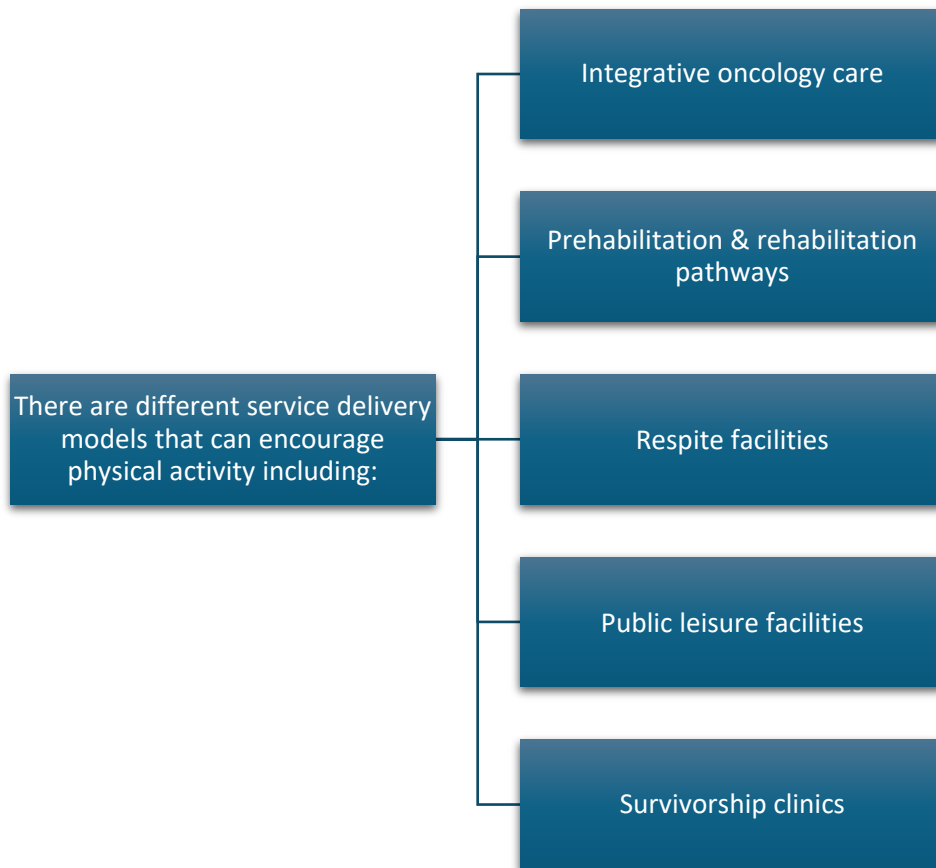 There are different service delivery
models that can encourage
physical activity including:
Integrative oncology care
Prehabilitation & rehabilitation
pathways
Respite facilities
Public leisure facilities
Survivorship clinics